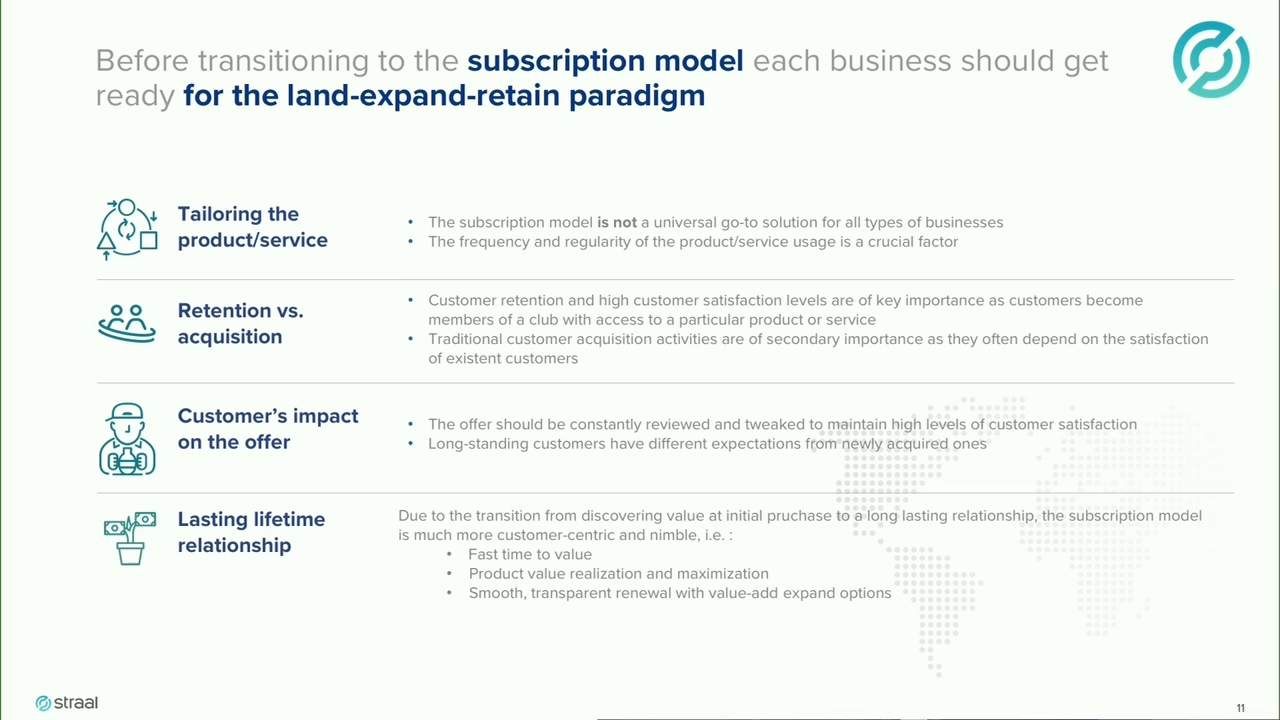 Before transitioning to the subscription model each business should get
ready for the land-expand-retain paradigm
Tailoring the
product/service
• The subscription model is not a universal go-to solution for all types of businesses
• The frequency and regularity of the product/service usage is a crucial factor
Retention vs.
acquisition
• Customer retention and high customer satisfaction levels are of key importance as customers become
members of a club with access to a particular product or service
• Traditional customer acquisition activities are of secondary importance as they often depend on the satisfaction
of existent customers
Customer's impact
on the offer
• The offer should be constantly reviewed and tweaked to maintain high levels of customer satisfaction
• Long-standing customers have different expectations from newly acquired ones
Lasting lifetime
relationship
Due to the transition from discovering value at initial pruchase to a long lasting relationship, the subscription model
is much more customer-centric and nimble, i.e. :
• Fast time to value
• Product value realization and maximization
• Smooth, transparent renewal with value-add expand options
straal
11